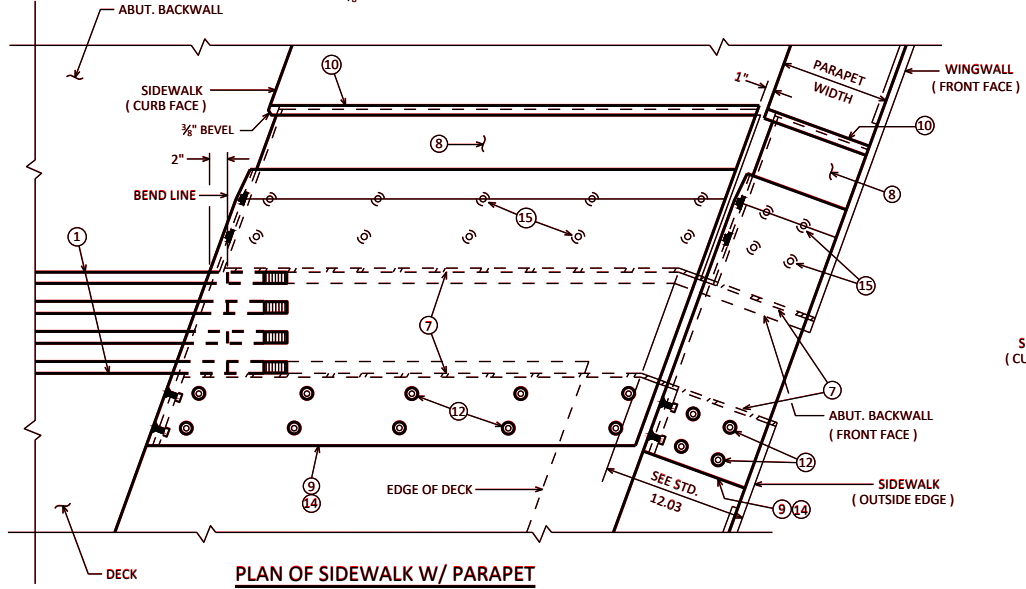 ABUT. BACKWALL
10
SIDEWALK
( CURB FACE )
1"
PARAPET
WIDTH
WINGWALL
( FRONT FACE )
⅜" BEVEL
10
8
2"
8
BEND LINE
15
1
15
7
7
12
ABUT. BACKWALL
( FRONT FACE )
12
9
14
EDGE OF DECK
SEE STD.
12.03
SIDEWALK
( OUTSIDE EDGE )
9 14
DECK
PLAN OF SIDEWALK W/ PARAPET
S
( CU